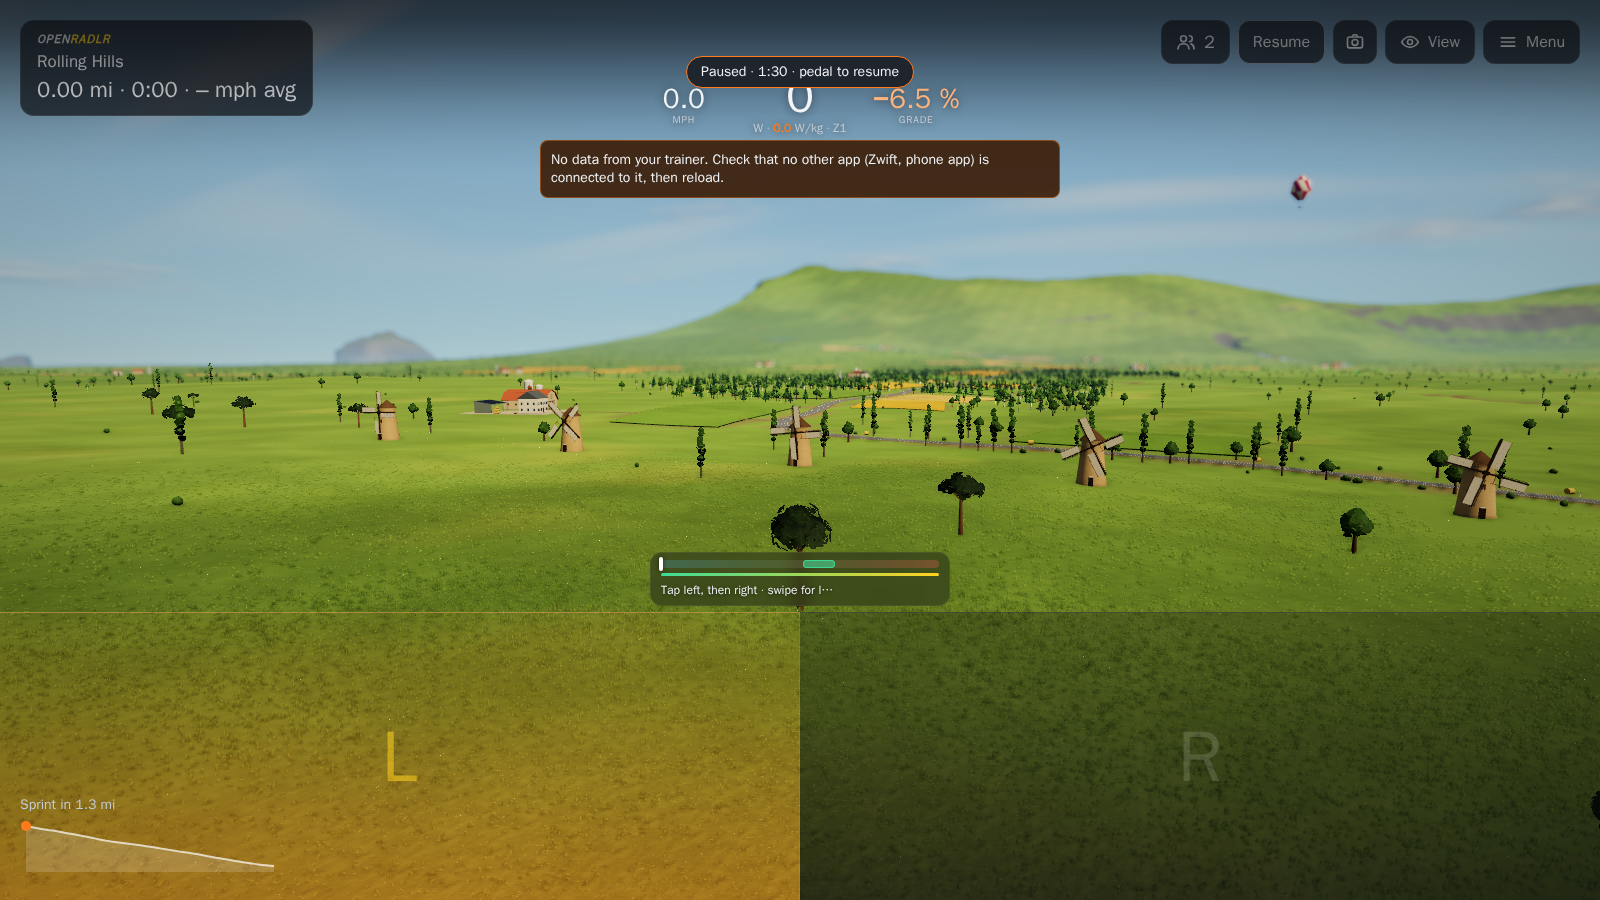 OPENRADLR
Rolling Hills
0.00 mi · 0:00 · – mph avg
2
Resume
View
Menu
Paused · 1:30 · pedal to resume
0.0
MPH
0
W · 0.0 W/kg · Z1
−6.5 %
GRADE
No data from your trainer. Check that no other app (Zwift, phone app) is
connected to it, then reload.
Tap left, then right · swipe for l…
L
R
Sprint in 1.3 mi